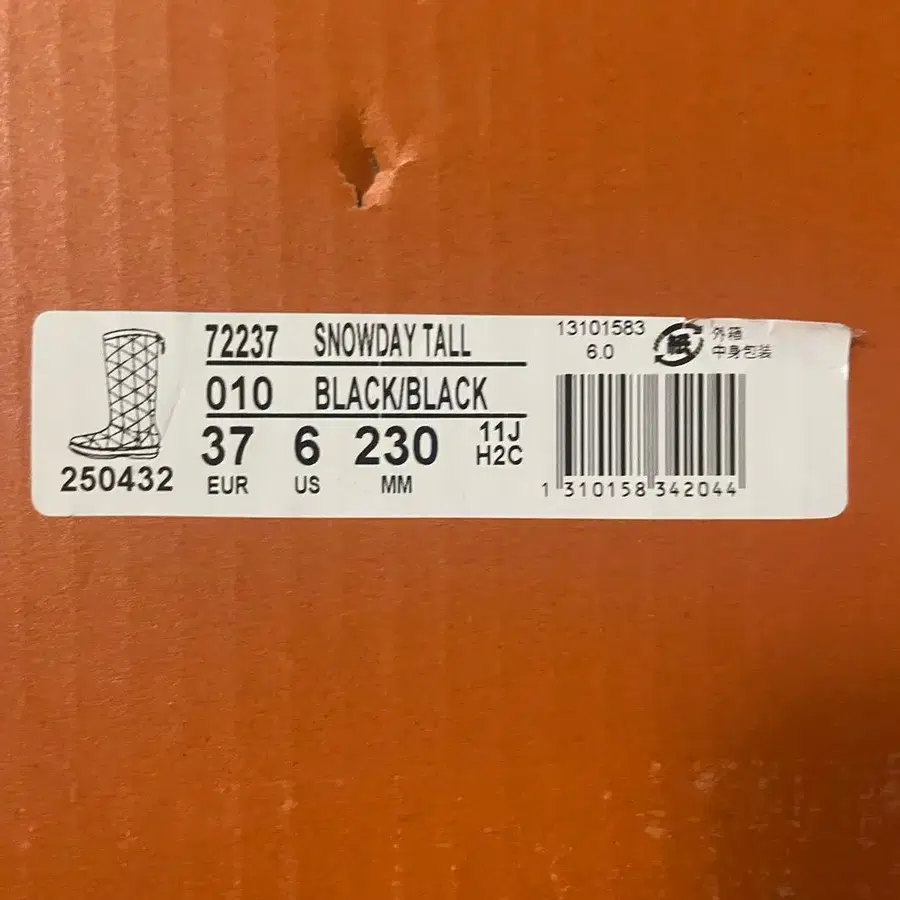 72237 SNOWDAY TALL
010 BLACK/BLACK
37 6 230 11J
H2C
EUR US MM
250432
13101583
6.0
紙
外箱
中身包装
1 310158 342044